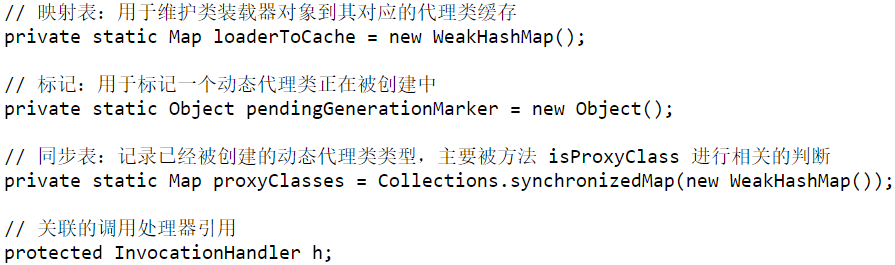 // 映射表：用于维护类装载器对象到其对应的代理类缓存
private static Map loaderToCache = new WeakHashMap();
// 标记：用于标记一个动态代理类正在被创建中
private static Object pendingGenerationMarker = new Object();
// 同步表：记录已经被创建的动态代理类类型，主要被方法 isProxyClass 进行相关的判断
private static Map proxyClasses = Collections.synchronizedMap(new WeakHashMap());
// 关联的调用处理器引用
protected InvocationHandler h;